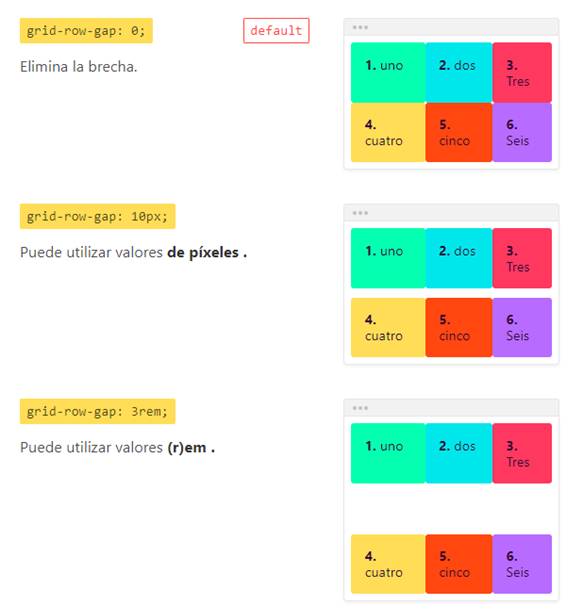 grid-row-gap: 0;
default
Elimina la brecha.
1. uno
2. dos
3.
Tres
4.
cuatro
5.
cinco
6.
Seis
grid-row-gap: 10px;
Puede utilizar valores de píxeles .
1. uno
2. dos
3.
Tres
4.
cuatro
5.
cinco
6.
Seis
grid-row-gap: 3rem;
Puede utilizar valores (r)em .
1. uno
2. dos
3.
Tres
4.
cuatro
5.
cinco
6.
Seis